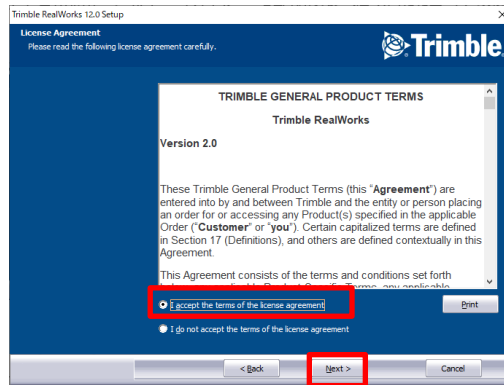 Trimble RealWorks 12.0 Setup
License Agreement
Please read the following license agreement carefully.
Trimble
TRIMBLE GENERAL PRODUCT TERMS
Trimble RealWorks
Version 2.0
These Trimble General Product Terms (this “Agreement”) are
entered into by and between Trimble and the entity or person placing
an order for or accessing any Product(s) specified in the applicable
Order (“Customer” or “you”). Certain capitalized terms are defined
in Section 17 (Definitions), and others are defined contextually in this
Agreement.
This Agreement consists of the terms and conditions set forth
I accept the terms of the license agreement
Print
I do not accept the terms of the license agreement
< Back
Next >
Cancel